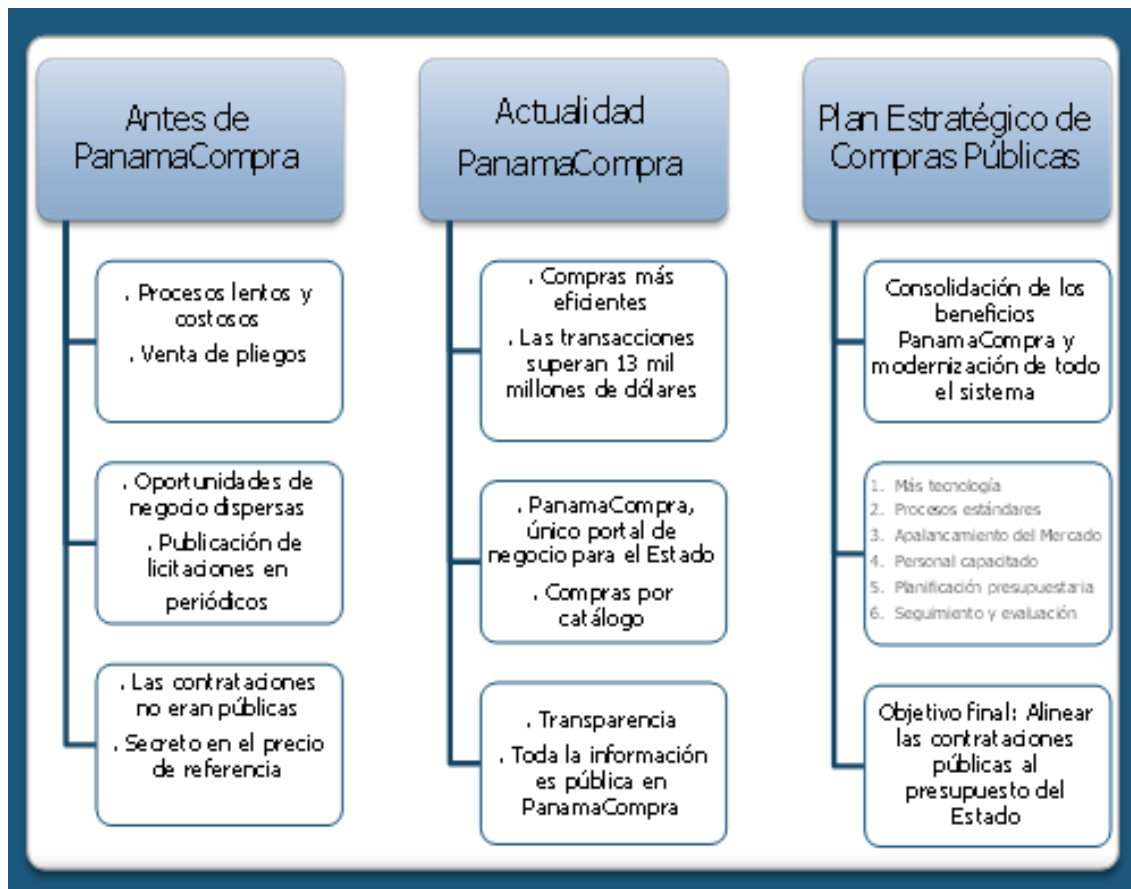 Antes de
PanamaCompra
. Procesos lentos y
costosos
. Venta de pliegos
. Oportunidades de
negocio dispersas
. Publicación de
licitaciones en
periódicos
. Las contrataciones
no eran públicas
. Secreto en el precio
de referencia
Actualidad
PanamaCompra
. Compras más
eficientes
. Las transacciones
superan 13 mil
millones de dólares
. PanamaCompra,
único portal de
negocio para el Estado
. Compras por
catálogo
. Transparencia
. Toda la información
es pública en
PanamaCompra
Plan Estratégico de
Compras Públicas
Consolidación de los
beneficios
PanamaCompra y
modernización de todo
el sistema
1. Más tecnología
2. Procesos estándares
3. Apalancamiento del Mercado
4. Personal capacitado
5. Planificación presupuestaria
6. Seguimiento y evaluación
Objetivo final: Alinear
las contrataciones
públicas al
presupuesto del
Estado